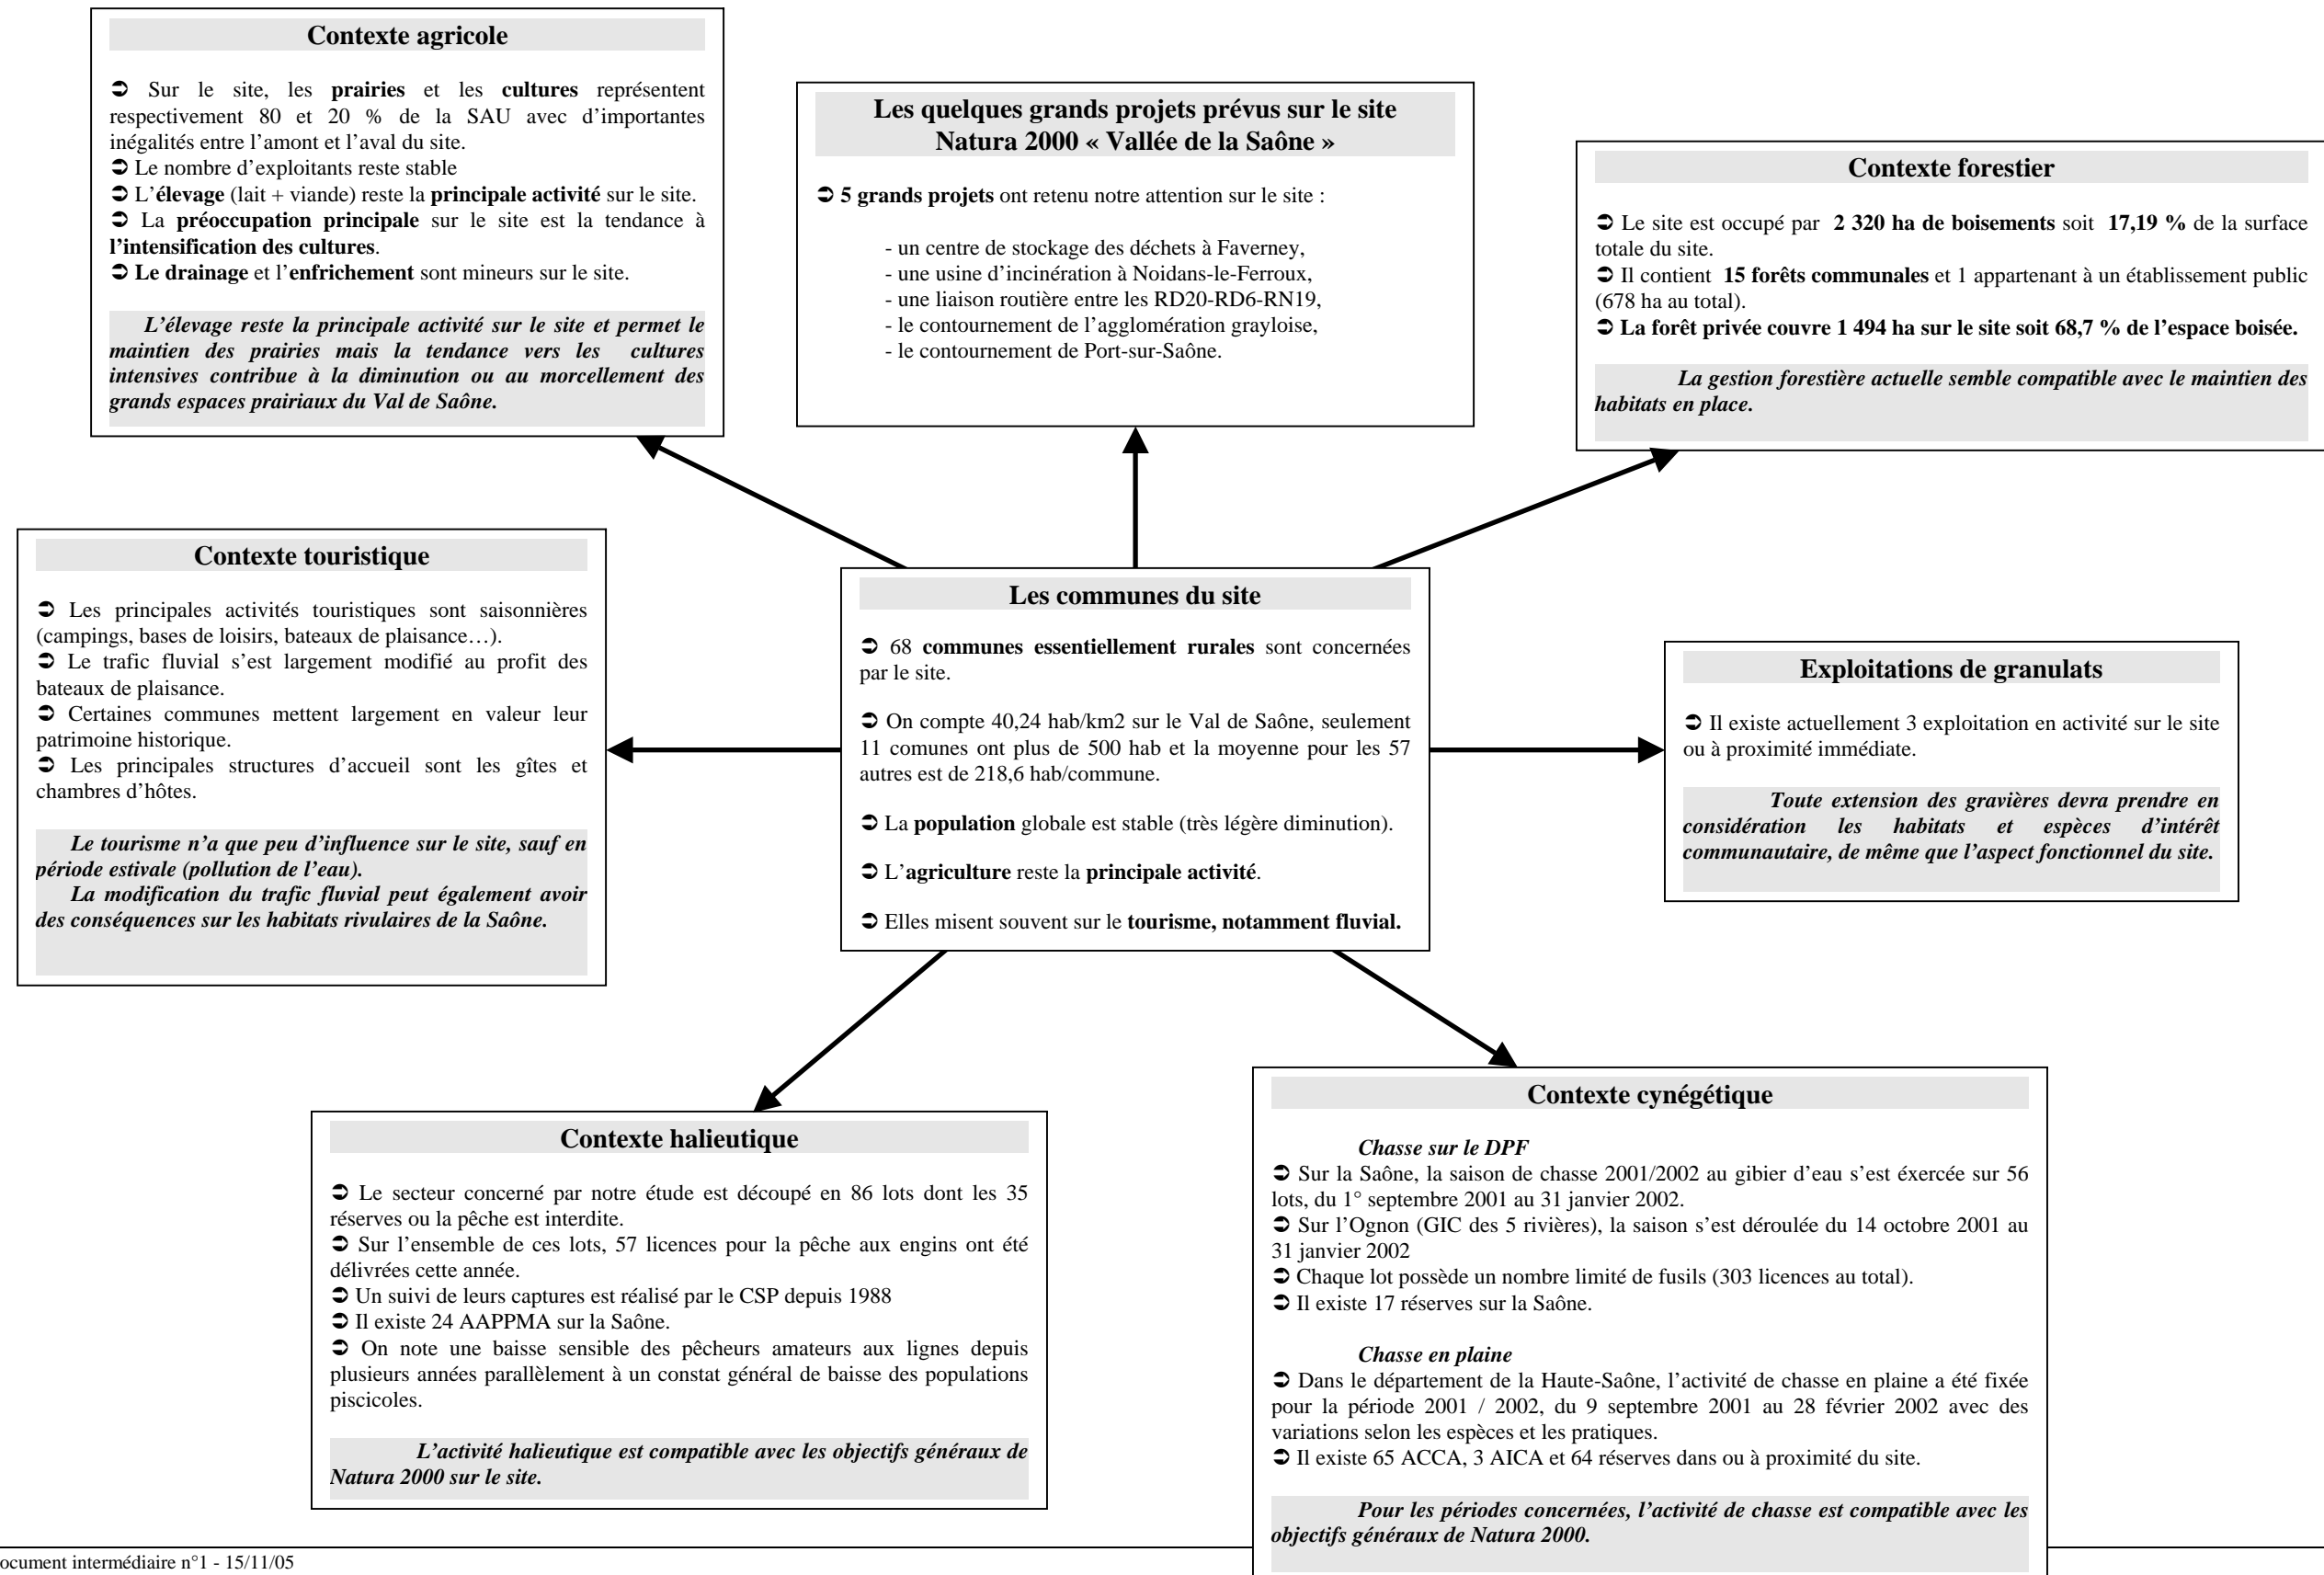 Contexte agricole
➲ Sur le site, les prairies et les cultures représentent
respectivement 80 et 20 % de la SAU avec d’importantes
inégalités entre l’amont et l’aval du site.
➲ Le nombre d’exploitants reste stable
➲ L’élevage (lait + viande) reste la principale activité sur le site.
➲ La préoccupation principale sur le site est la tendance à
l’intensification des cultures.
➲ Le drainage et l’enfrichement sont mineurs sur le site.
L’élevage reste la principale activité sur le site et permet le
maintien des prairies mais la tendance vers les cultures
intensives contribue à la diminution ou au morcellement des
grands espaces prairiaux du Val de Saône.
Les quelques grands projets prévus sur le site
Natura 2000 « Vallée de la Saône »
➲ 5 grands projets ont retenu notre attention sur le site :
- un centre de stockage des déchets à Faverney,
- une usine d’incinération à Noidans-le-Ferroux,
- une liaison routière entre les RD20-RD6-RN19,
- le contournement de l’agglomération grayloise,
- le contournement de Port-sur-Saône.
Contexte forestier
➲ Le site est occupé par 2 320 ha de boisements soit 17,19 % de la surface
totale du site.
➲ Il contient 15 forêts communales et 1 appartenant à un établissement public
(678 ha au total).
➲ La forêt privée couvre 1 494 ha sur le site soit 68,7 % de l’espace boisée.
La gestion forestière actuelle semble compatible avec le maintien des
habitats en place.
Contexte touristique
➲ Les principales activités touristiques sont saisonnières
(campings, bases de loisirs, bateaux de plaisance…).
➲ Le trafic fluvial s’est largement modifié au profit des
bateaux de plaisance.
➲ Certaines communes mettent largement en valeur leur
patrimoine historique.
➲ Les principales structures d’accueil sont les gîtes et
chambres d’hôtes.
Le tourisme n’a que peu d’influence sur le site, sauf en
période estivale (pollution de l’eau).
La modification du trafic fluvial peut également avoir
des conséquences sur les habitats rivulaires de la Saône.
Les communes du site
➲ 68 communes essentiellement rurales sont concernées
par le site.
➲ On compte 40,24 hab/km2 sur le Val de Saône, seulement
11 comunes ont plus de 500 hab et la moyenne pour les 57
autres est de 218,6 hab/commune.
➲ La population globale est stable (très légère diminution).
➲ L’agriculture reste la principale activité.
➲ Elles misent souvent sur le tourisme, notamment fluvial.
Exploitations de granulats
➲ Il existe actuellement 3 exploitation en activité sur le site
ou à proximité immédiate.
Toute extension des gravières devra prendre en
considération les habitats et espèces d’intérêt
communautaire, de même que l’aspect fonctionnel du site.
Contexte halieutique
➲ Le secteur concerné par notre étude est découpé en 86 lots dont les 35
réserves ou la pêche est interdite.
➲ Sur l’ensemble de ces lots, 57 licences pour la pêche aux engins ont été
délivrées cette année.
➲ Un suivi de leurs captures est réalisé par le CSP depuis 1988
➲ Il existe 24 AAPPMA sur la Saône.
➲ On note une baisse sensible des pêcheurs amateurs aux lignes depuis
plusieurs années parallèlement à un constat général de baisse des populations
piscicoles.
L’activité halieutique est compatible avec les objectifs généraux de
Natura 2000 sur le site.
Contexte cynégétique
Chasse sur le DPF
➲ Sur la Saône, la saison de chasse 2001/2002 au gibier d’eau s’est éxercée sur 56
lots, du 1° septembre 2001 au 31 janvier 2002.
➲ Sur l’Ognon (GIC des 5 rivières), la saison s’est déroulée du 14 octobre 2001 au
31 janvier 2002
➲ Chaque lot possède un nombre limité de fusils (303 licences au total).
➲ Il existe 17 réserves sur la Saône.
Chasse en plaine
➲ Dans le département de la Haute-Saône, l’activité de chasse en plaine a été fixée
pour la période 2001 / 2002, du 9 septembre 2001 au 28 février 2002 avec des
variations selon les espèces et les pratiques.
➲ Il existe 65 ACCA, 3 AICA et 64 réserves dans ou à proximité du site.
Pour les périodes concernées, l’activité de chasse est compatible avec les
objectifs généraux de Natura 2000.
ocument intermédiaire n°1 - 15/11/05